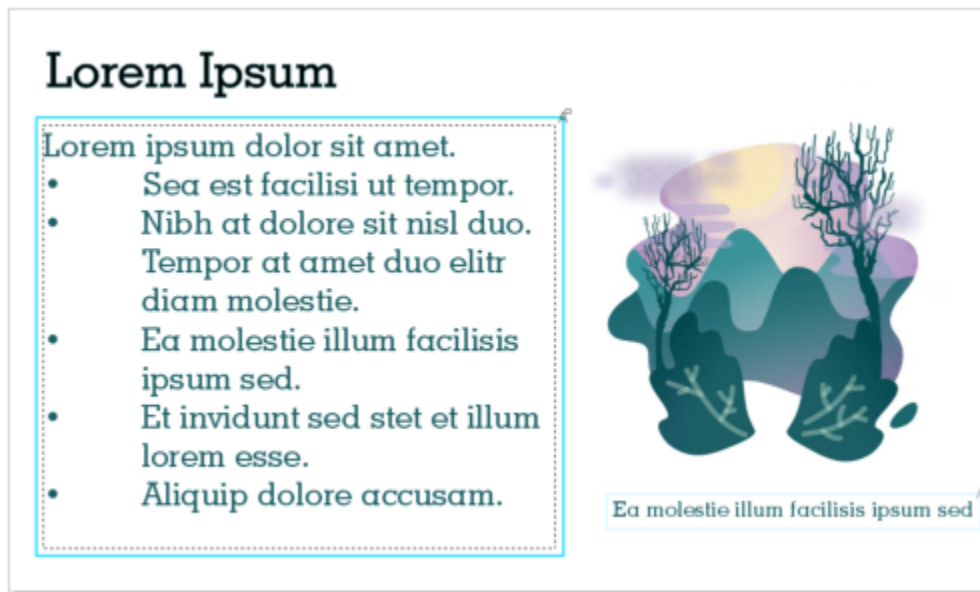 Lorem Ipsum
Lorem ipsum dolor sit amet.
• Sea est facilisi ut tempor.
• Nibh at dolore sit nisl duo.
Tempor at amet duo elitr
diam molestie.
• Ea molestie illum facilisis
ipsum sed.
• Et invidunt sed stet et illum
lorem esse.
• Aliquip dolore accusam.
Ea molestie illum facilisis ipsum sed